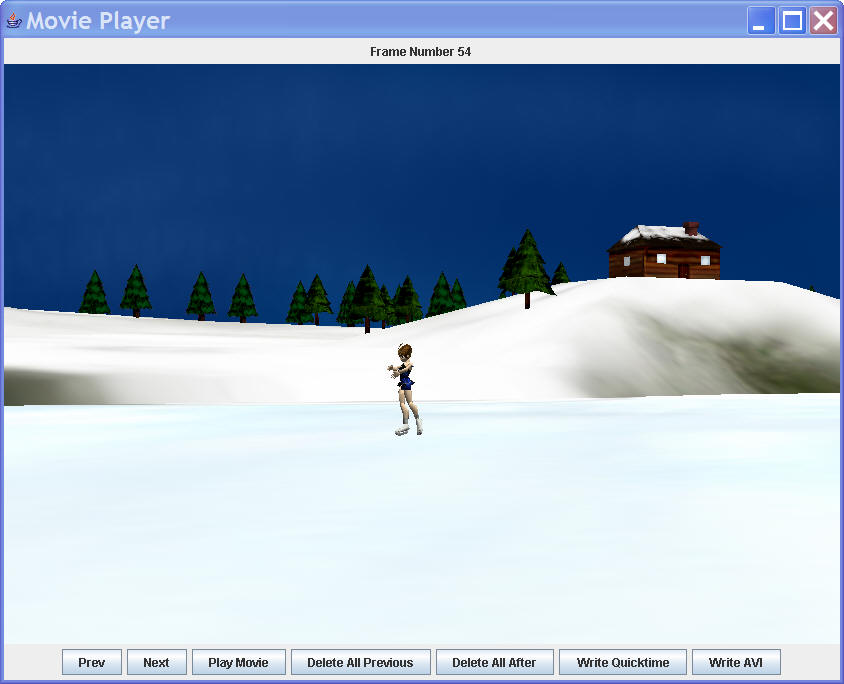 Movie Player
Frame Number 54
Prev Next Play Movie Delete All Previous Delete All After Write Quicktime Write AVI